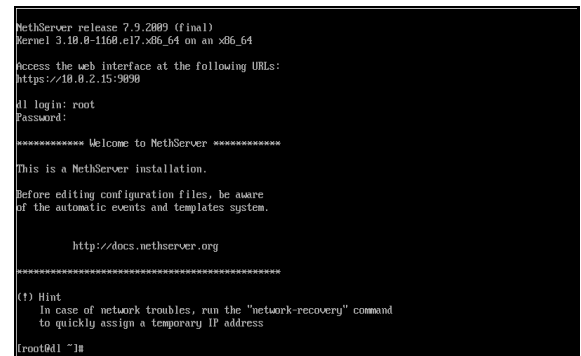 NethServer release 7.9.2009 (final)
Kernel 3.10.0-1160.el7.x86_64 on an x86_64
Access the web interface at the following URLs:
https://10.0.2.15:9090
dl login: root
Password:
************ Welcome to NethServer ************
This is a NethServer installation.
Before editing configuration files, be aware
of the automatic events and templates system.
http://docs.nethserver.org
***********************************************
(!) Hint
In case of network troubles, run the "network-recovery" command
to quickly assign a temporary IP address
[root@dl ~]#